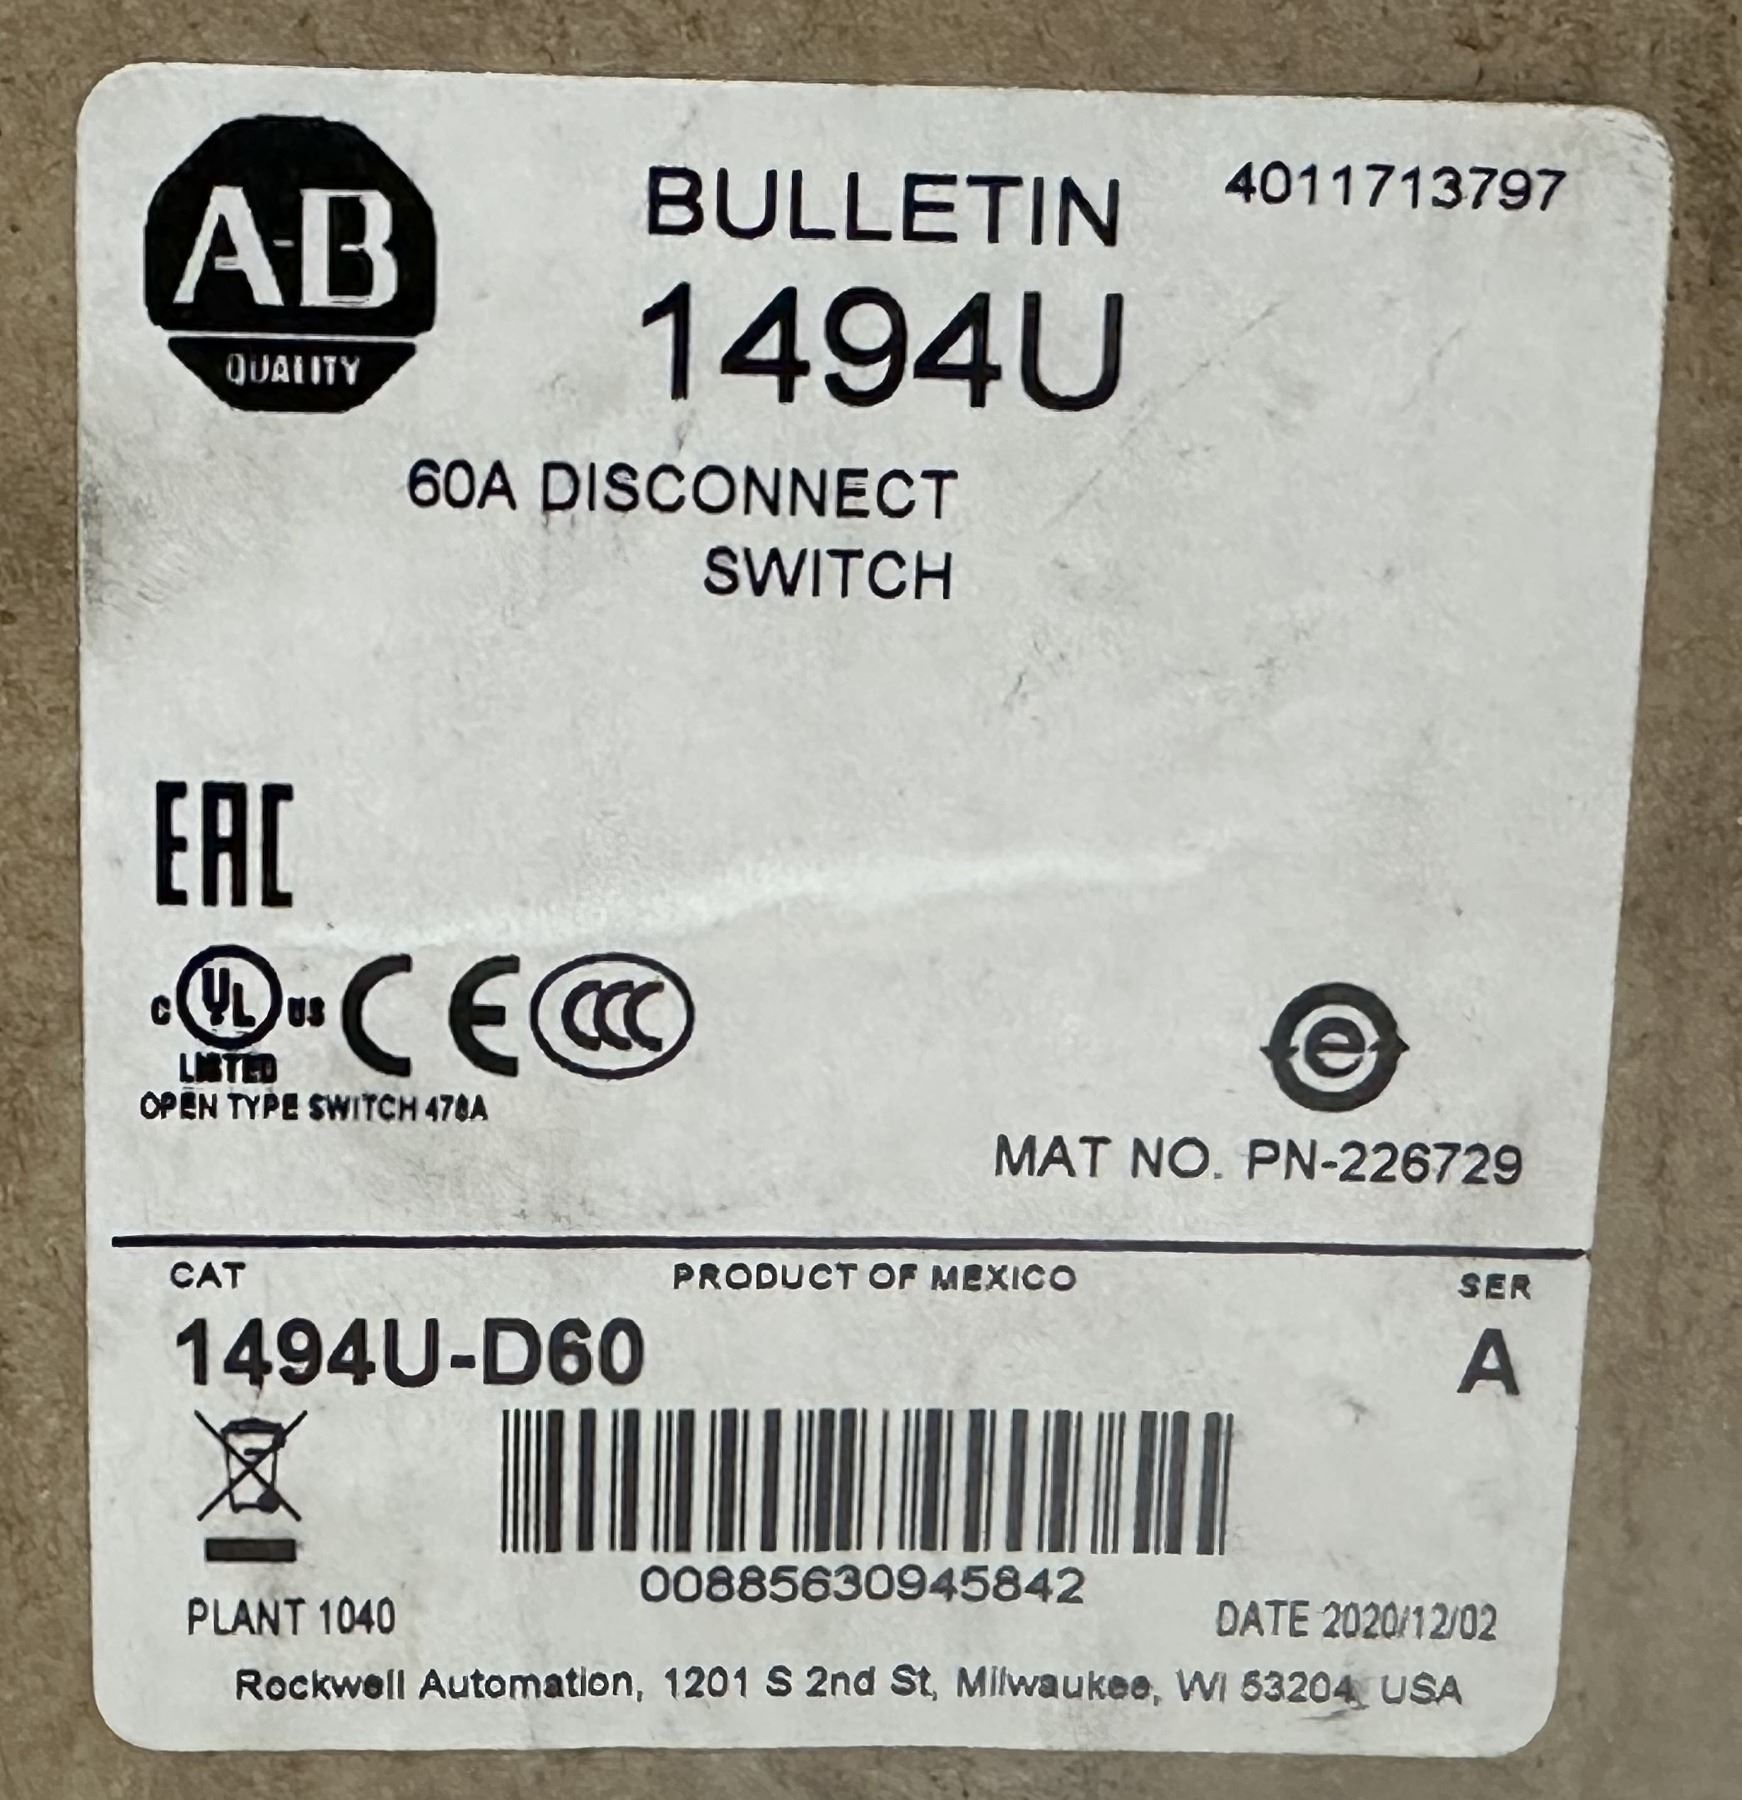 A-B
QUALITY
BULLETIN
1494U
4011713797
60A DISCONNECT
SWITCH
EAC
C UL US CE CCC
LISTED
OPEN TYPE SWITCH 478A
e
MAT NO. PN-226729
CAT PRODUCT OF MEXICO SER
1494U-D60 A
00885630945842
PLANT 1040
DATE 2020/12/02
Rockwell Automation, 1201 S 2nd St, Milwaukee, WI 53204, USA